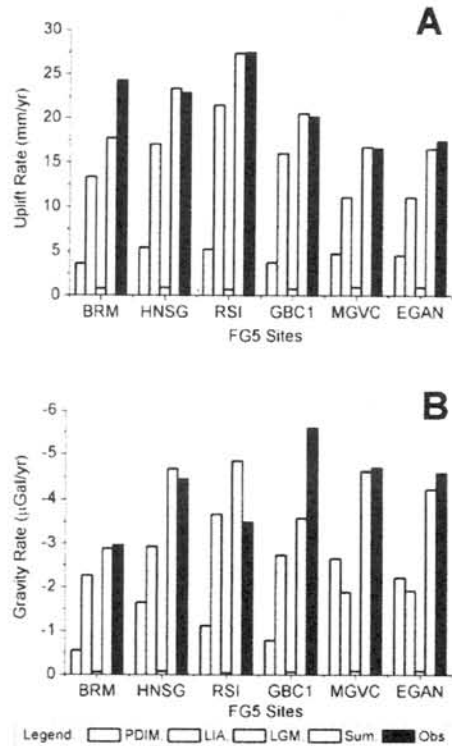 A
Uplift Rate (mm/yr)
30
25
20
15
10
5
0
BRM HNSG RSI GBC1 MGVC EGAN
FG5 Sites
B
Gravity Rate (μGal/yr)
-6
-5
-4
-3
-2
-1
0
BRM HNSG RSI GBC1 MGVC EGAN
FG5 Sites
Legend. PDIM. LIA. LGM. Sum. Obs